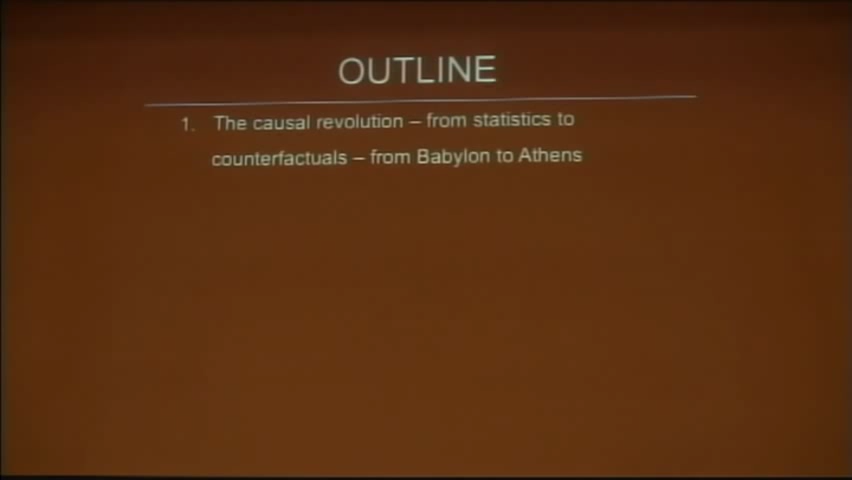 OUTLINE
1. The causal revolution – from statistics to
counterfactuals – from Babylon to Athens